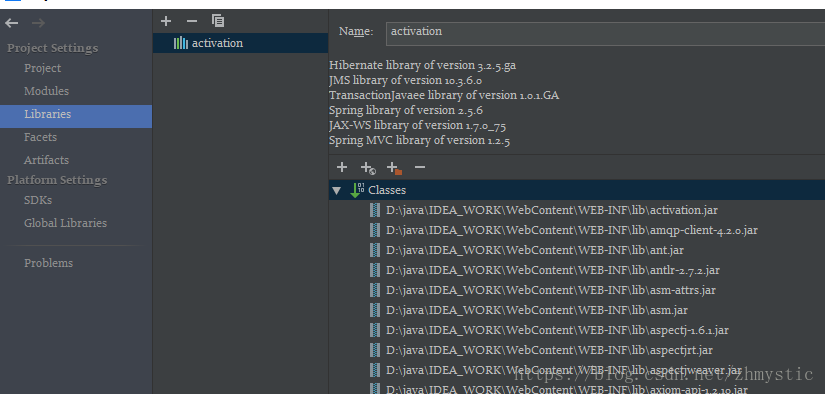 Project Settings
Project
Modules
Libraries
Facets
Artifacts
Platform Settings
SDKs
Global Libraries
Problems
activation
Name:
activation
Hibernate library of version 3.2.5.ga
JMS library of version 10.3.6.0
TransactionJavaee library of version 1.0.1.GA
Spring library of version 2.5.6
JAX-WS library of version 1.7.0_75
Spring MVC library of version 1.2.5
Classes
D:\java\IDEA_WORK\WebContent\WEB-INF\lib\activation.jar
D:\java\IDEA_WORK\WebContent\WEB-INF\lib\amqp-client-4.2.0.jar
D:\java\IDEA_WORK\WebContent\WEB-INF\lib\ant.jar
D:\java\IDEA_WORK\WebContent\WEB-INF\lib\antlr-2.7.2.jar
D:\java\IDEA_WORK\WebContent\WEB-INF\lib\asm-attrs.jar
D:\java\IDEA_WORK\WebContent\WEB-INF\lib\asm.jar
D:\java\IDEA_WORK\WebContent\WEB-INF\lib\aspectj-1.6.1.jar
D:\java\IDEA_WORK\WebContent\WEB-INF\lib\aspectjrt.jar
D:\java\IDEA_WORK\WebContent\WEB-INF\lib\aspectjweaver.jar
https://blog.csdn.net/zhmystic
D:\java\IDEA_WORK\WebContent\WEB-INF\lib\axiom-api-1.2.10.jar